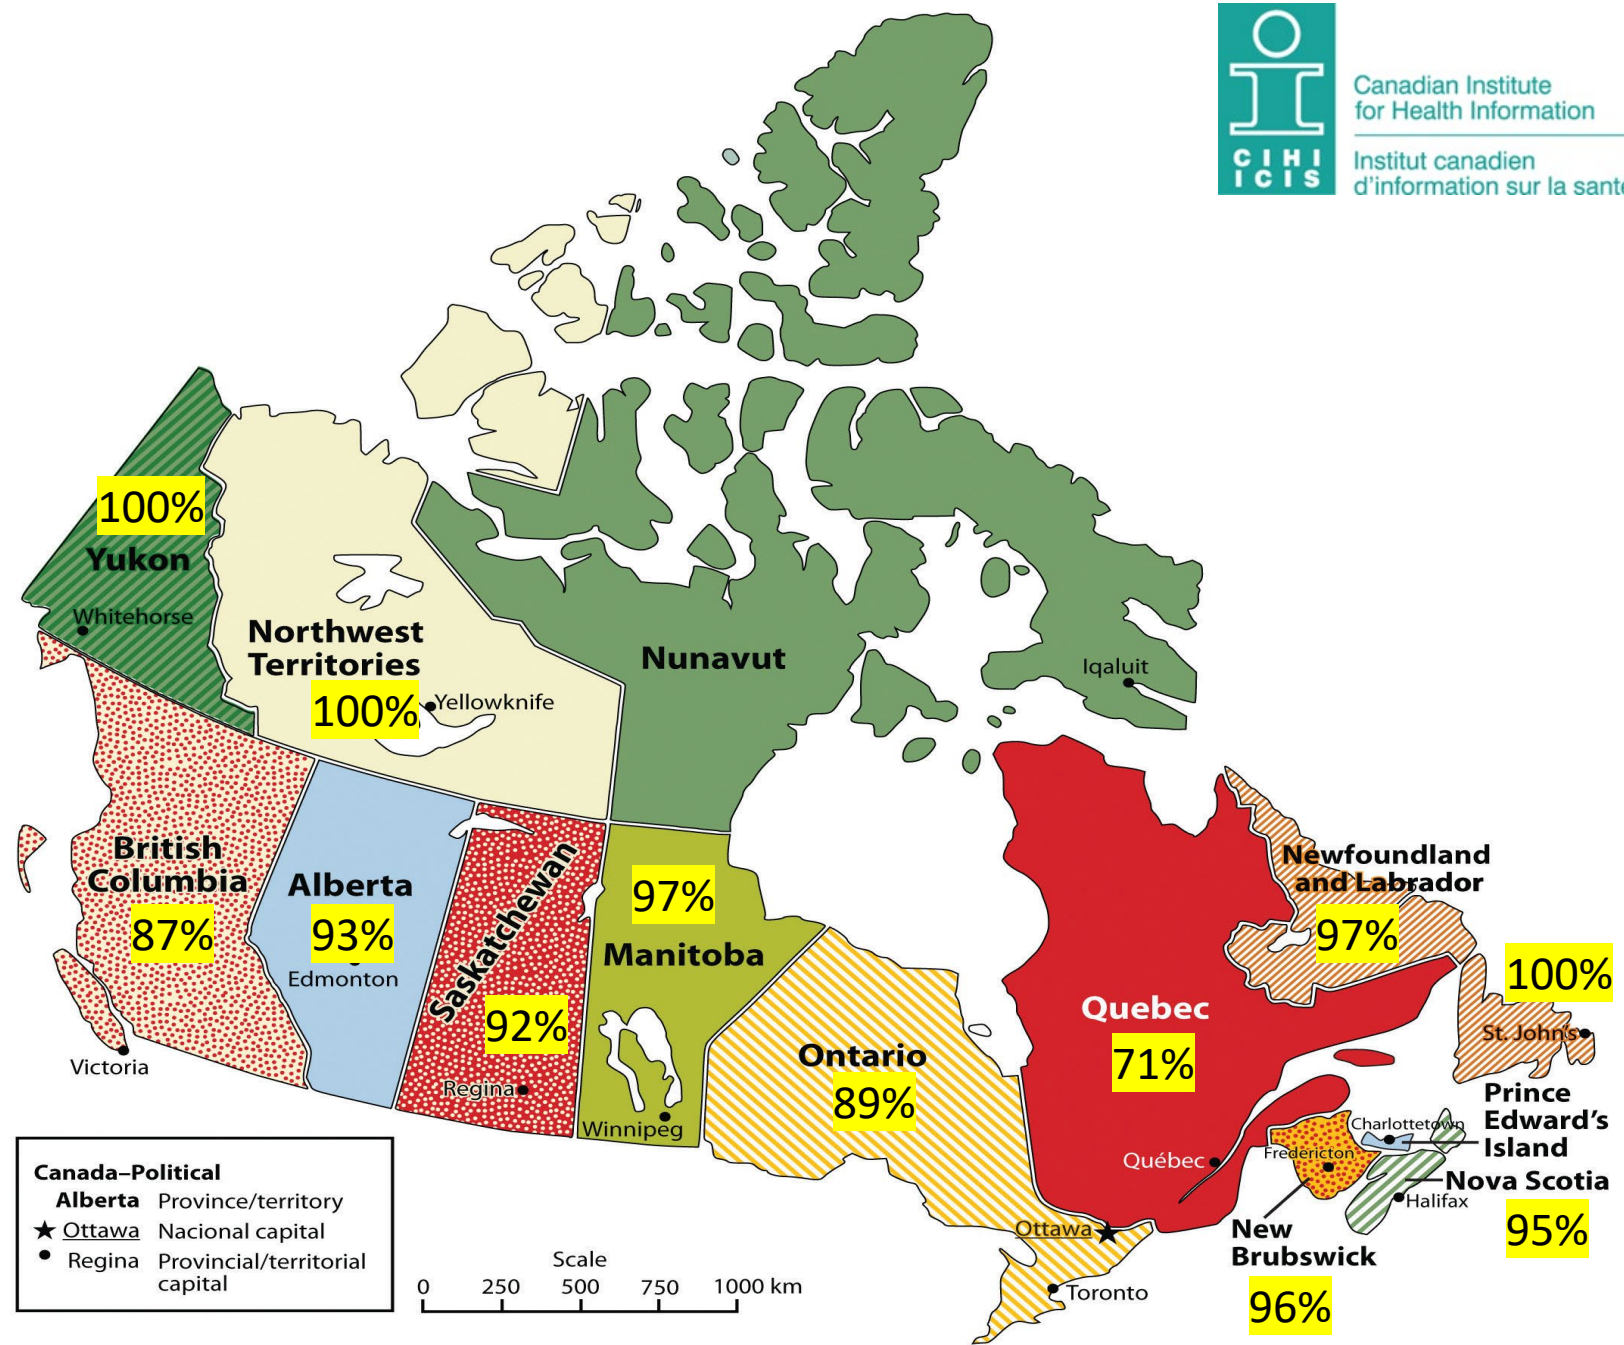 Canadian Institute
for Health Information
CIHI
ICIS
Institut canadien
d'information sur la santé
100%
Yukon
Whitehorse
Northwest
Territories
100%
Yellowknife
Nunavut
Iqaluit
British
Columbia
87%
Victoria
Alberta
93%
Edmonton
Saskatchewan
92%
Regina
97%
Manitoba
Winnipeg
Ontario
89%
Ottawa
Toronto
Quebec
71%
Québec
Newfoundland
and Labrador
97%
100%
St. John's
Prince
Edward's
Island
Charlottetown
Fredericton
Nova Scotia
Halifax
95%
New
Brubswick
96%
Canada–Political
Alberta Province/territory
Ottawa Nacional capital
Regina Provincial/territorial
capital
Scale
0 250 500 750 1000 km